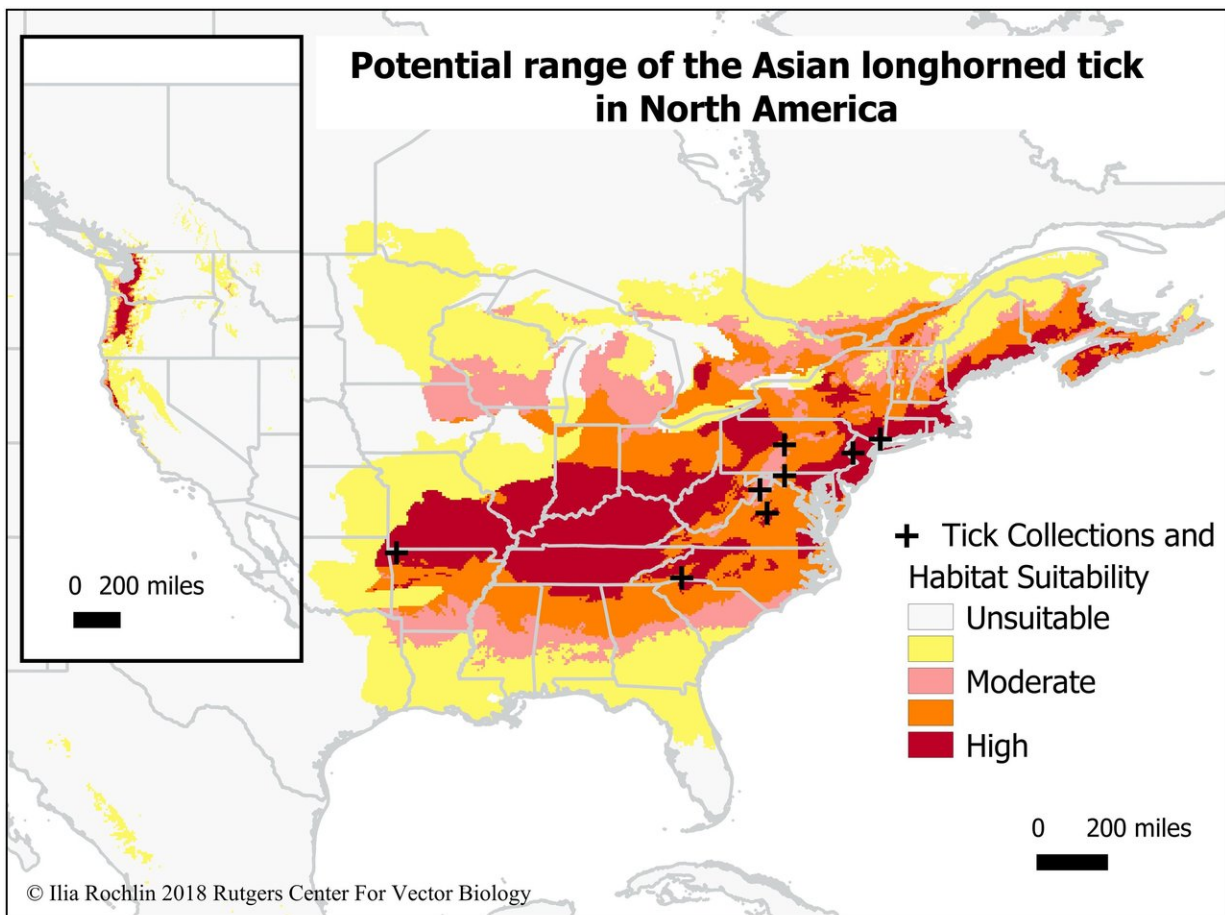 Potential range of the Asian longhorned tick
in North America
0 200 miles
Tick Collections and
Habitat Suitability
Unsuitable
Moderate
High
0 200 miles
© Ilia Rochlin 2018 Rutgers Center For Vector Biology